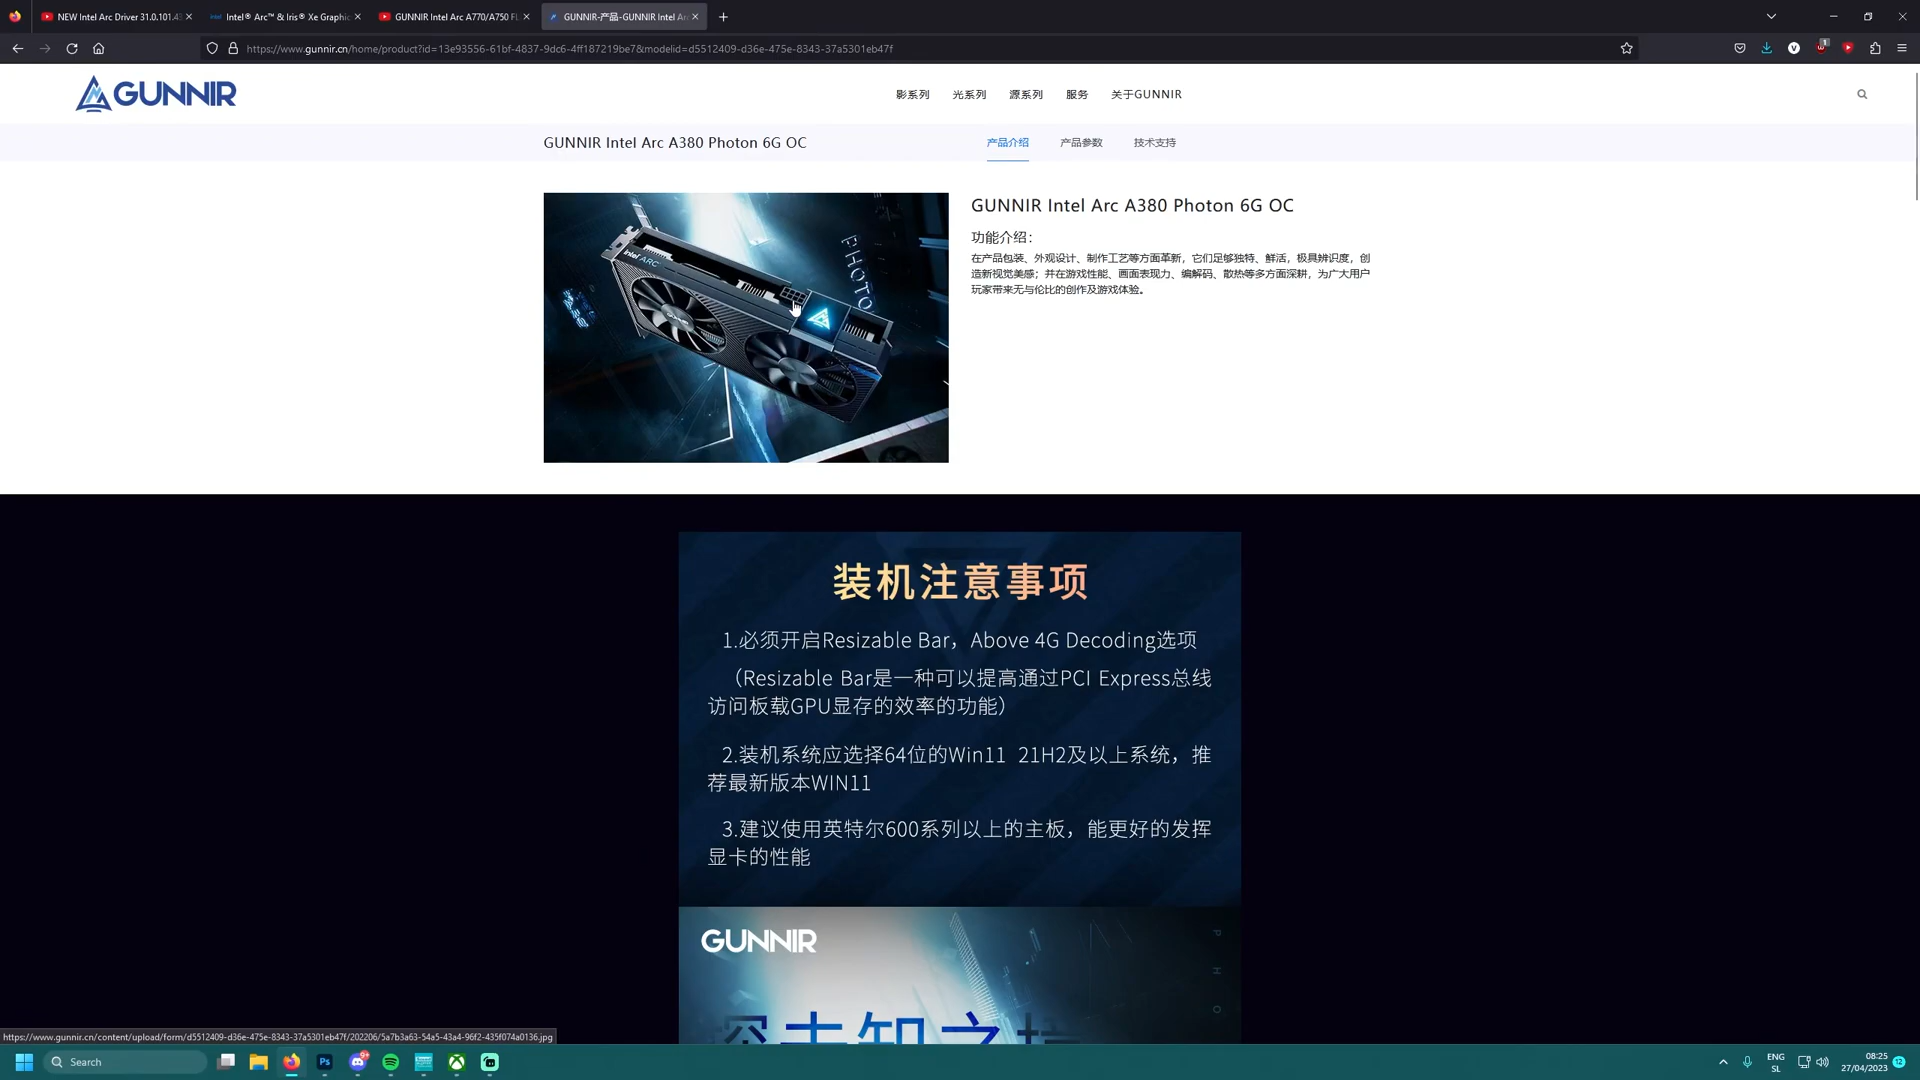 NEW Intel Arc Driver 31.0.101.43
Intel® Arc™ & Iris® Xe Graphic
GUNNIR Intel Arc A770/A750 FL
GUNNIR-产品-GUNNIR Intel Arc
https://www.gunnir.cn/home/product?id=13e93556-61bf-4837-9dc6-4ff187219be7&modelid=d5512409-d36e-475e-8343-37a5301eb47f
GUNNIR
影系列
光系列
源系列
服务
关于GUNNIR
GUNNIR Intel Arc A380 Photon 6G OC
产品介绍
产品参数
技术支持
intel ARC
GUNNIR
GUNNIR Intel Arc A380 Photon 6G OC
功能介绍：
在产品包装、外观设计、制作工艺等方面革新，它们足够独特、鲜活，极具辨识度，创
造新视觉美感；并在游戏性能、画面表现力、编解码、散热等多方面深耕，为广大用户
玩家带来无与伦比的创作及游戏体验。
装机注意事项
1.必须开启Resizable Bar，Above 4G Decoding选项
（Resizable Bar是一种可以提高通过PCI Express总线
访问板载GPU显存的效率的功能）
2.装机系统应选择64位的Win11 21H2及以上系统，推
荐最新版本WIN11
3.建议使用英特尔600系列以上的主板，能更好的发挥
显卡的性能
GUNNIR
P
H
O
https://www.gunnir.cn/content/upload/form/d5512409-d36e-475e-8343-37a5301eb47f/202206/5a7b3a63-54a5-43a4-96f2-435f074a0136.jpg
Search
Ps
ENG
SL
08:25
27/04/2023
12